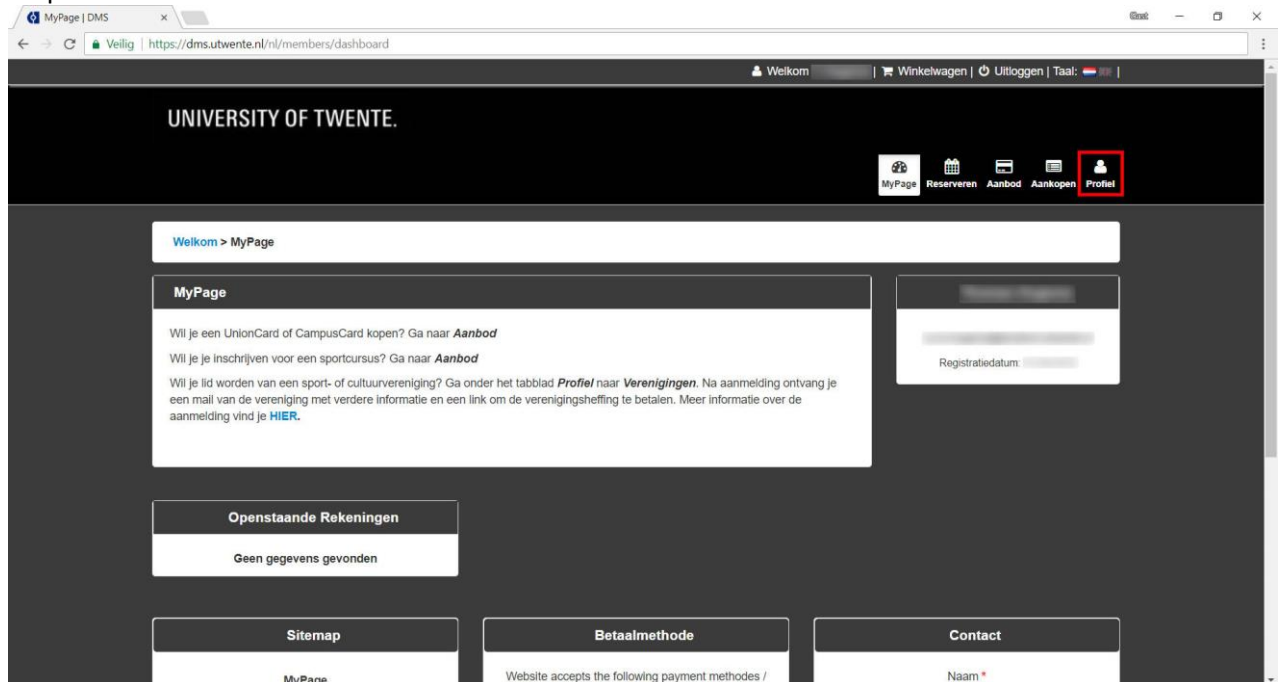 MyPage | DMS
Veilig | https://dms.utwente.nl/nl/members/dashboard
Welkom | Winkelwagen | Uitloggen | Taal: |
UNIVERSITY OF TWENTE.
MyPage Reserveren Aanbod Aankopen Profiel
Welkom > MyPage
MyPage
Wil je een UnionCard of CampusCard kopen? Ga naar Aanbod
Wil je je inschrijven voor een sportcursus? Ga naar Aanbod
Wil je lid worden van een sport- of cultuurvereniging? Ga onder het tabblad Profiel naar Verenigingen. Na aanmelding ontvang je
een mail van de vereniging met verdere informatie en een link om de verenigingsheffing te betalen. Meer informatie over de
aanmelding vind je HIER.
Registratiedatum:
Openstaande Rekeningen
Geen gegevens gevonden
Sitemap
MyPage
Betaalmethode
Website accepts the following payment methodes /
Contact
Naam *